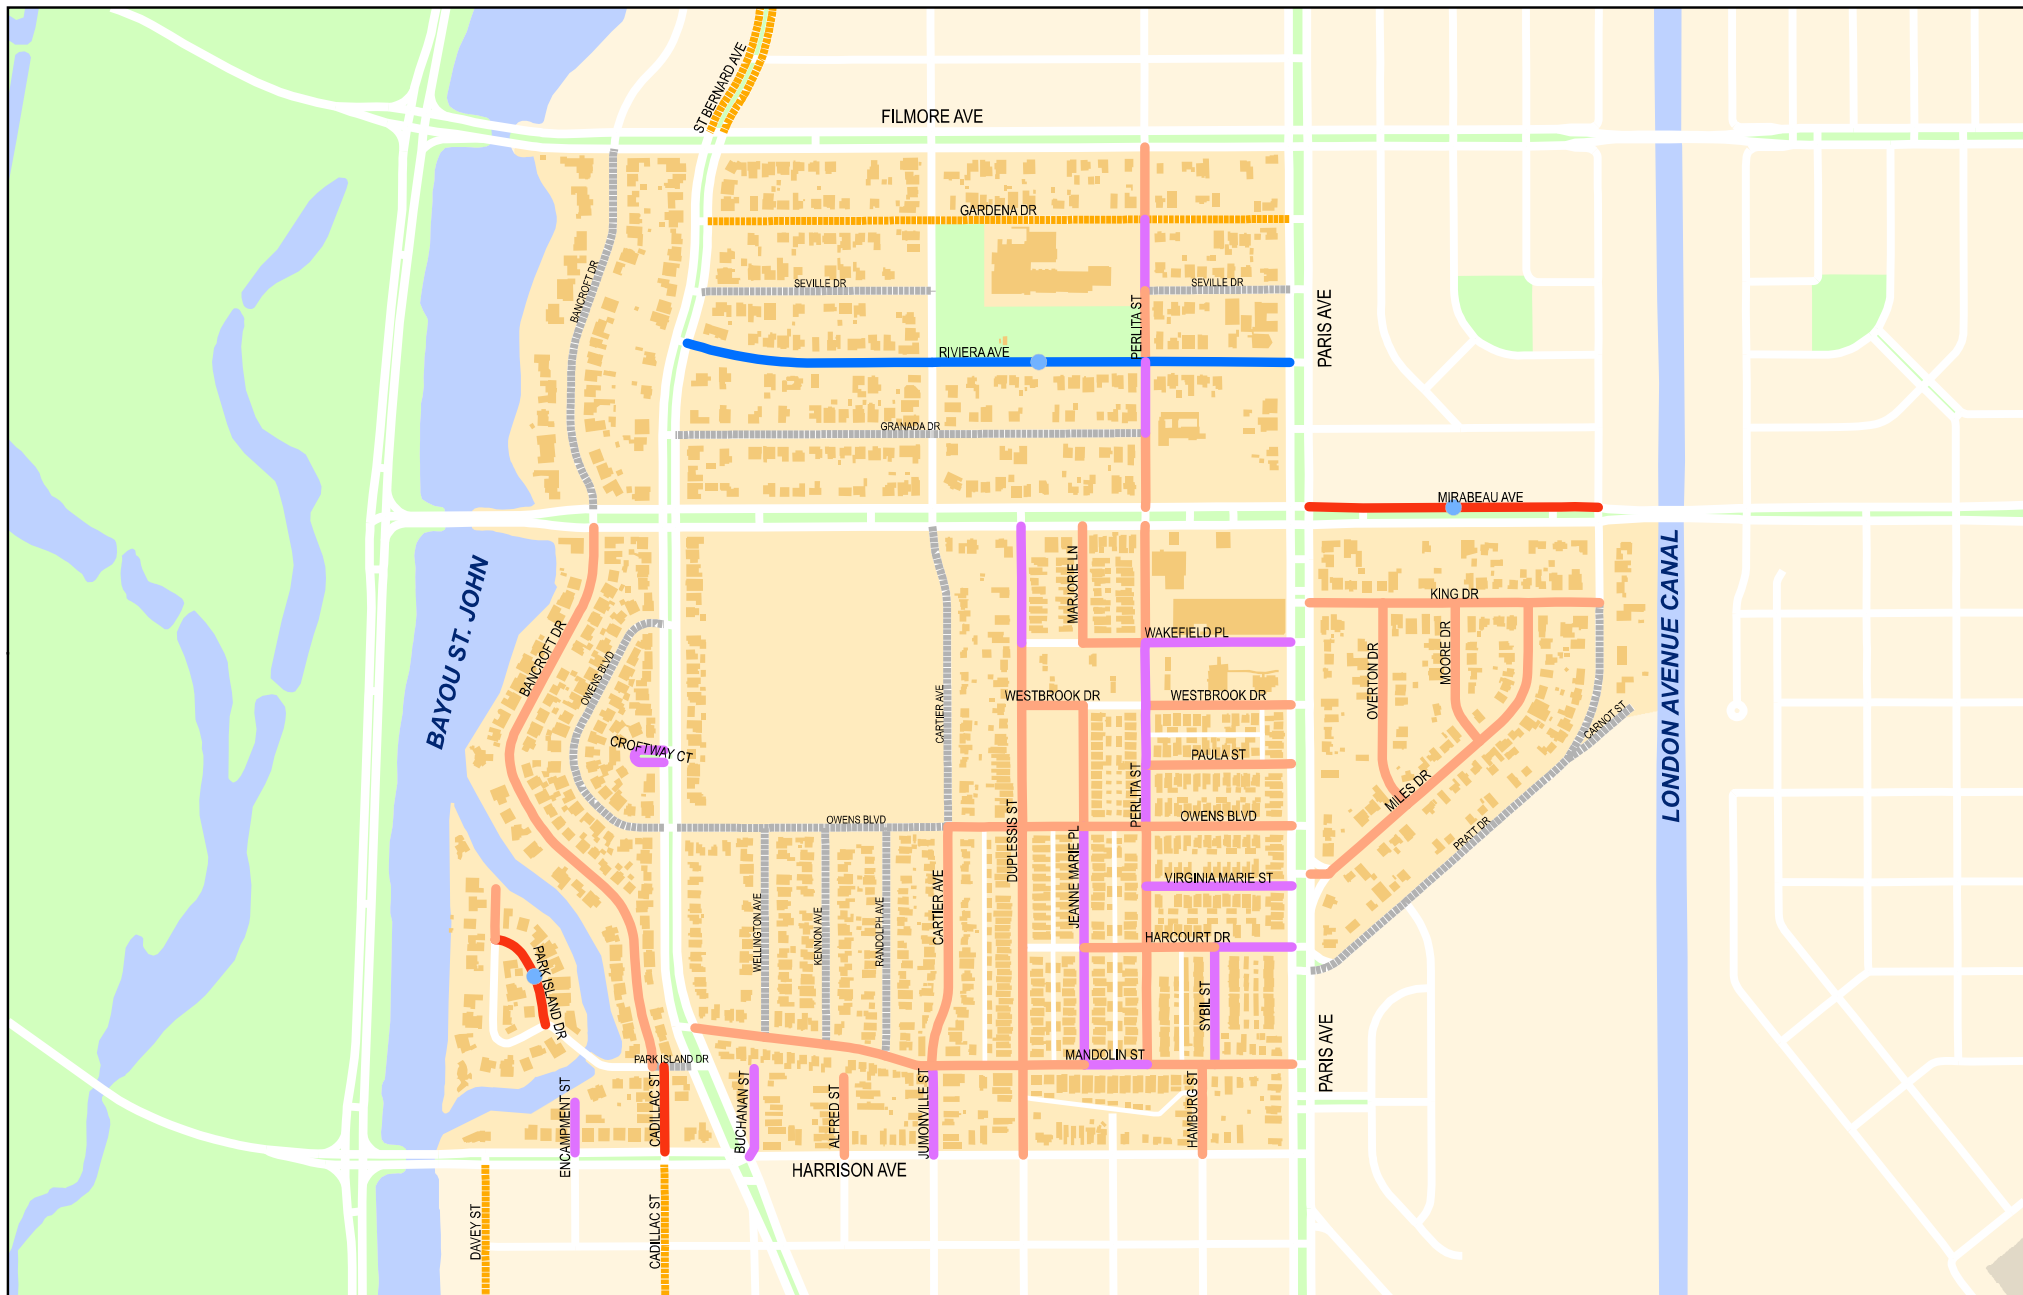 ST BERNARD AVE
FILMORE AVE
GARDENA DR
BANCROFT DR
SEVILLE DR
SEVILLE DR
PERLITA ST
PARIS AVE
RIVIERA AVE
GRANADA DR
MIRABEAU AVE
BAYOU ST. JOHN
LONDON AVENUE CANAL
MARJORIE LN
KING DR
WAKEFIELD PL
BANCROFT DR
OWENS BLVD
OVERTON DR
MOORE DR
CARTIER AVE
WESTBROOK DR
WESTBROOK DR
CARNOT ST
CROFTWAY CT
PAULA ST
PERLITA ST
MILES DR
OWENS BLVD
DUPLESSIS ST
OWENS BLVD
PRATT DR
JEANNE MARIE PL
VIRGINIA MARIE ST
WELLINGTON AVE
KENNON AVE
RANDOLPH AVE
CARTIER AVE
HARCOURT DR
PARK ISLAND DR
SYBIL ST
PARK ISLAND DR
MANDOLIN ST
PARIS AVE
ENCAMPMENT ST
CADILLAC ST
BUCHANAN ST
ALFRED ST
JUMONVILLE ST
HAMBURG ST
HARRISON AVE
DAVEY ST
CADILLAC ST